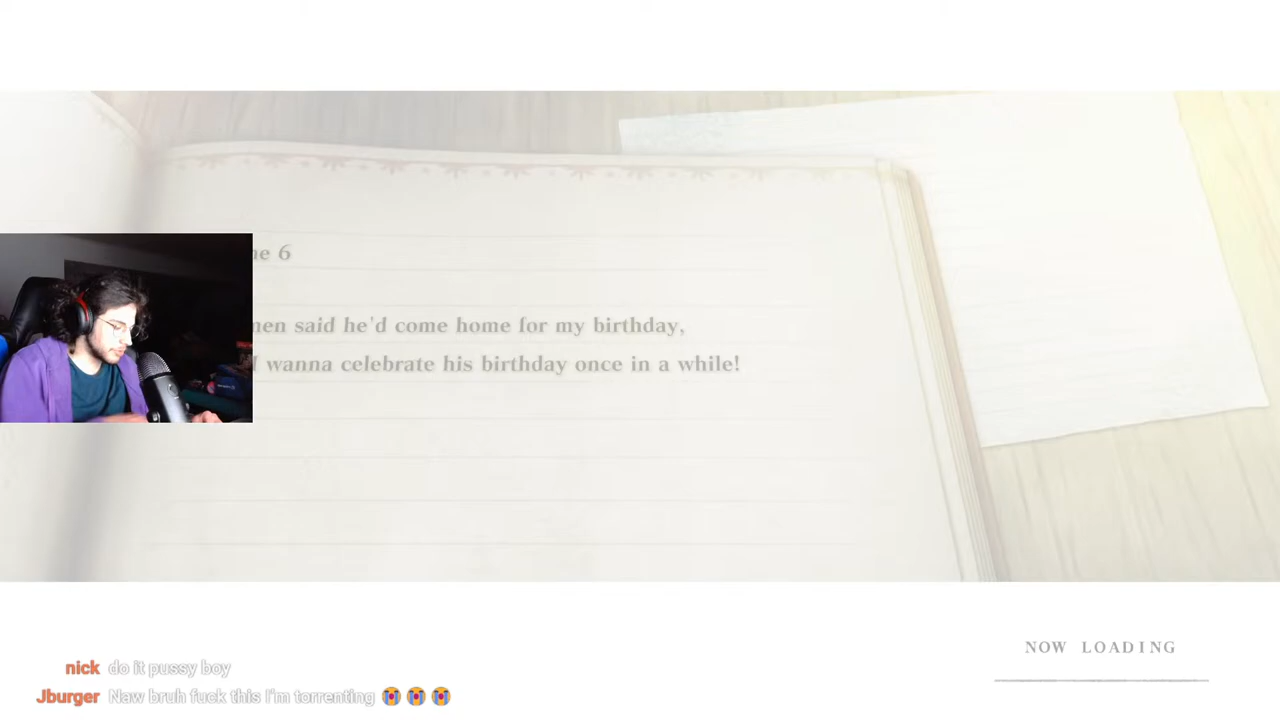 ne 6
men said he'd come home for my birthday,
I wanna celebrate his birthday once in a while!
NOW LOADING
nick do it pussy boy
Jburger Naw bruh fuck this I'm torrenting 😭😭😭